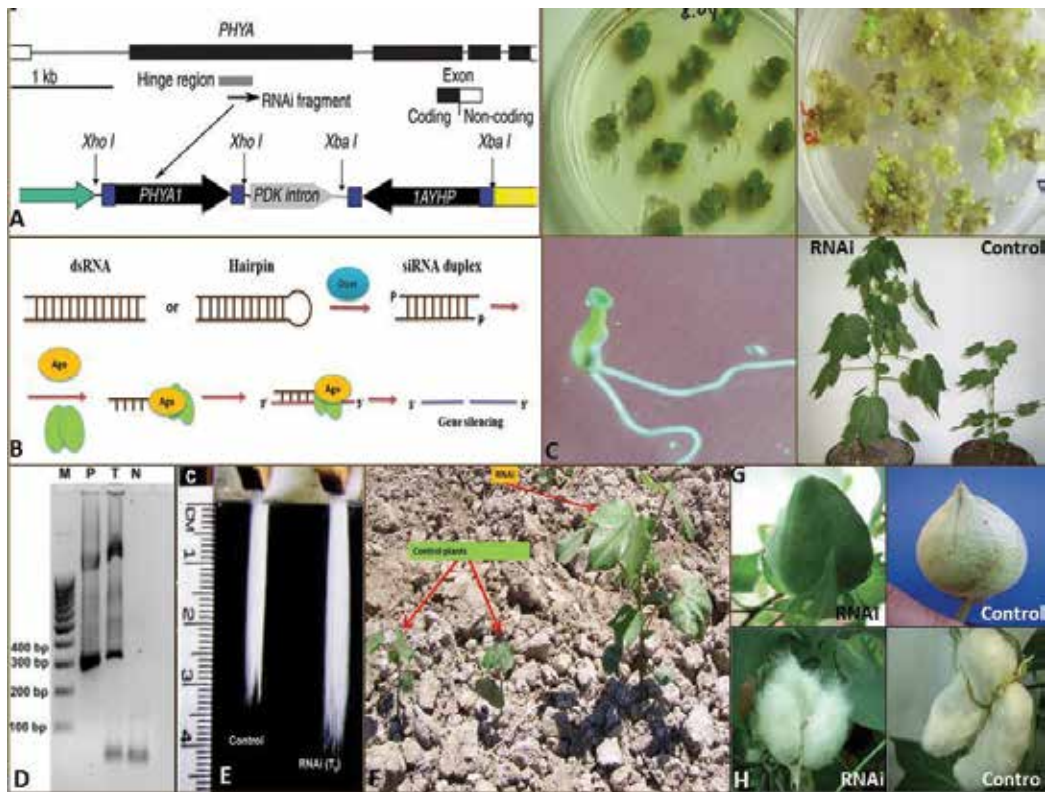 PHYA
1 kb
Hinge region
RNAi fragment
Exon
Coding
Non-coding
Xho I
Xho I
Xba I
Xba I
PHYA1
PDK intron
1AYHP
A
dsRNA
or
Hairpin
siRNA duplex
P
P
Ago
Ago
Ago
3'
Gene silencing
B
RNAi
Control
C
M P T N
400 bp
300 bp
200 bp
100 bp
D
C
CM
1
2
3
4
Control
RNAi
E
RNAi
Control plants
F
G
RNAi
Control
H
RNAi
Contro